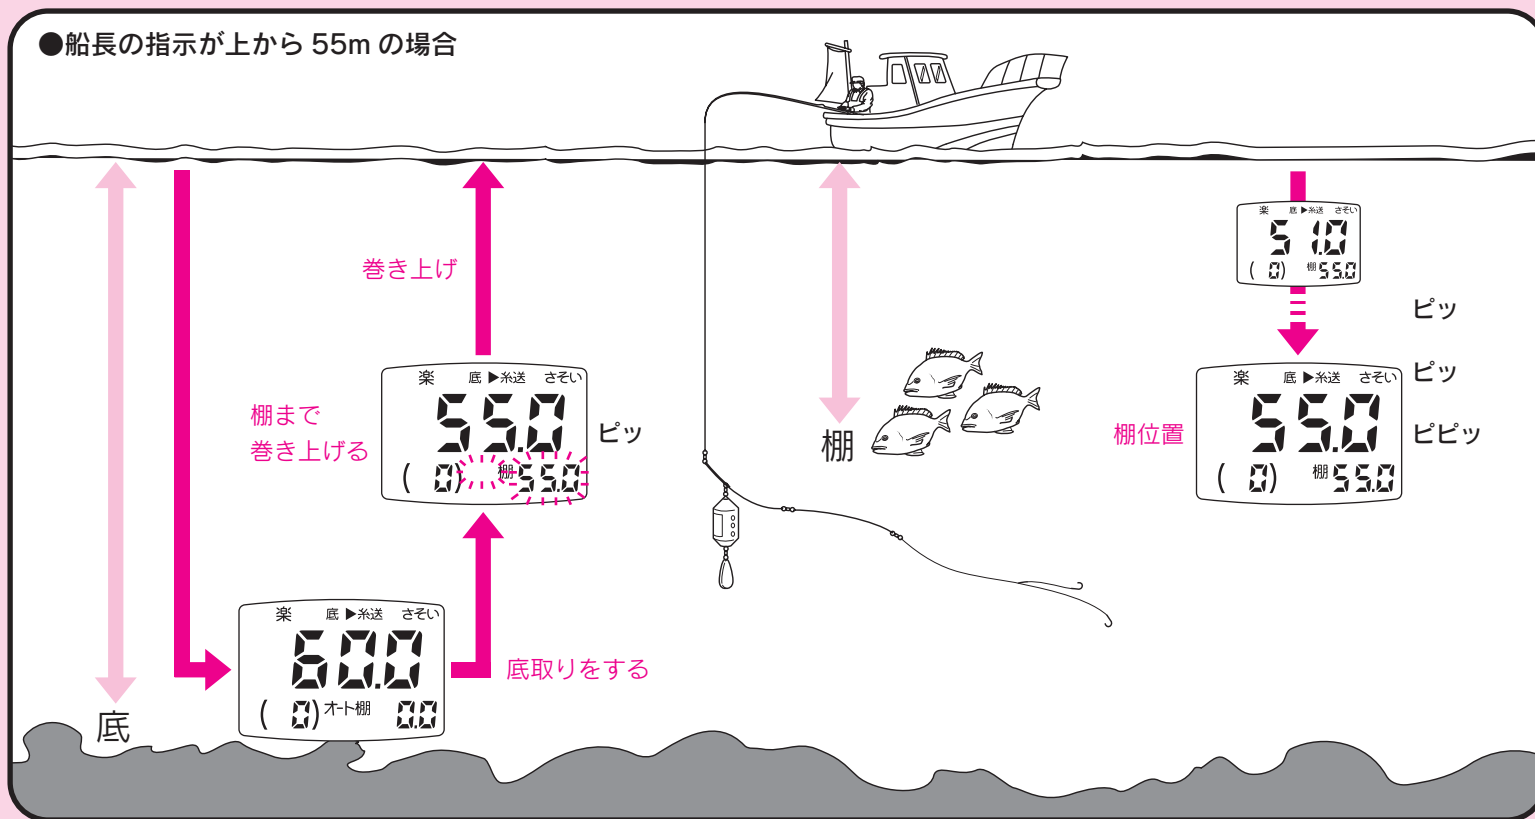 ●船長の指示が上から 55m の場合
巻き上げ
棚まで
巻き上げる
楽 底 ▶糸送 さそい
55.0
( 0) 棚 55.0
ピッ
楽 底 ▶糸送 さそい
60.0
( 0) オート棚 0.0
底取りをする
底
棚
楽 底 ▶糸送 さそい
51.0
( 0) 棚 55.0
棚位置
楽 底 ▶糸送 さそい
55.0
( 0) 棚 55.0
ピッ
ピッ
ピピッ